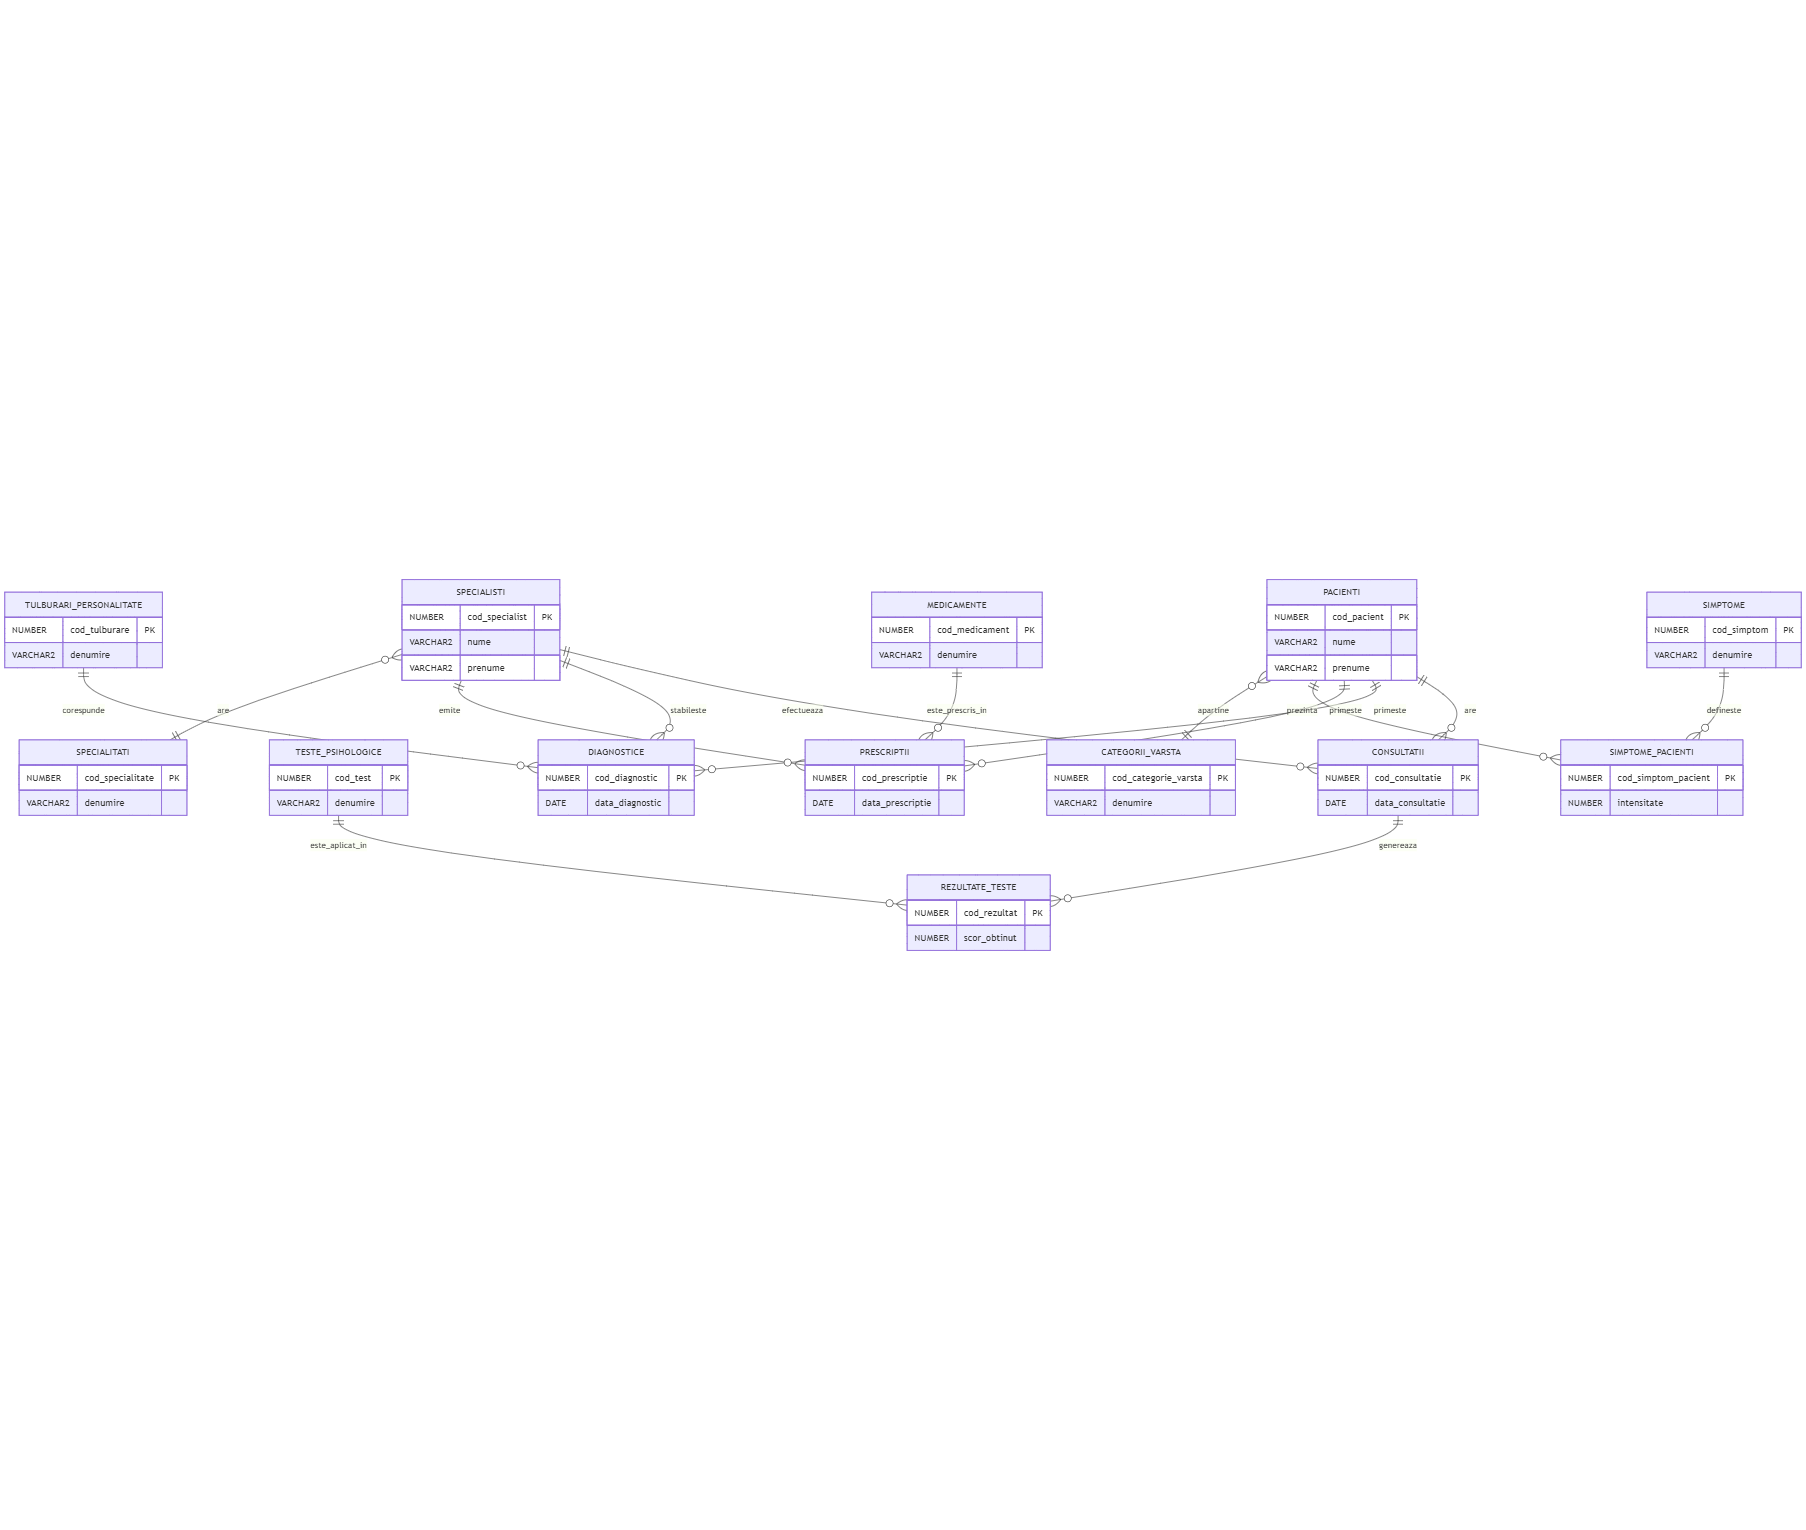 TULBURARI_PERSONALITATE
NUMBER cod_tulburare PK
VARCHAR2 denumire
SPECIALISTI
NUMBER cod_specialist PK
VARCHAR2 nume
VARCHAR2 prenume
MEDICAMENTE
NUMBER cod_medicament PK
VARCHAR2 denumire
PACIENTI
NUMBER cod_pacient PK
VARCHAR2 nume
VARCHAR2 prenume
SIMPTOME
NUMBER cod_simptom PK
VARCHAR2 denumire
corespunde
are
emite
stabileste
efectueaza
este_prescris_in
apartine
prezinta
primeste
primeste
are
defineste
SPECIALITATI
NUMBER cod_specialitate PK
VARCHAR2 denumire
TESTE_PSIHOLOGICE
NUMBER cod_test PK
VARCHAR2 denumire
DIAGNOSTICE
NUMBER cod_diagnostic PK
DATE data_diagnostic
PRESCRIPTII
NUMBER cod_prescriptie PK
DATE data_prescriptie
CATEGORII_VARSTA
NUMBER cod_categorie_varsta PK
VARCHAR2 denumire
CONSULTATII
NUMBER cod_consultatie PK
DATE data_consultatie
SIMPTOME_PACIENTI
NUMBER cod_simptom_pacient PK
NUMBER intensitate
este_aplicat_in
genereaza
REZULTATE_TESTE
NUMBER cod_rezultat PK
NUMBER scor_obtinut